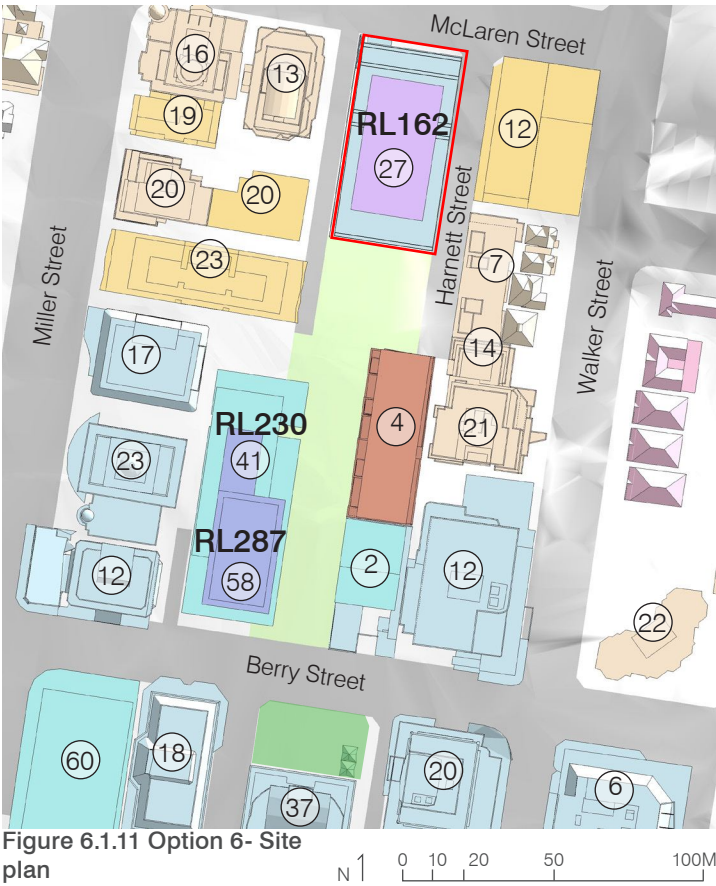 McLaren Street
16
13
RL162
19
12
27
20
20
Harnett Street
23
7
Miller Street
Walker Street
17
14
RL230
4
21
23
41
RL287
12
58
2
12
22
Berry Street
60
18
20
37
6
Figure 6.1.11 Option 6- Site
plan
N
0 10 20 50 100M